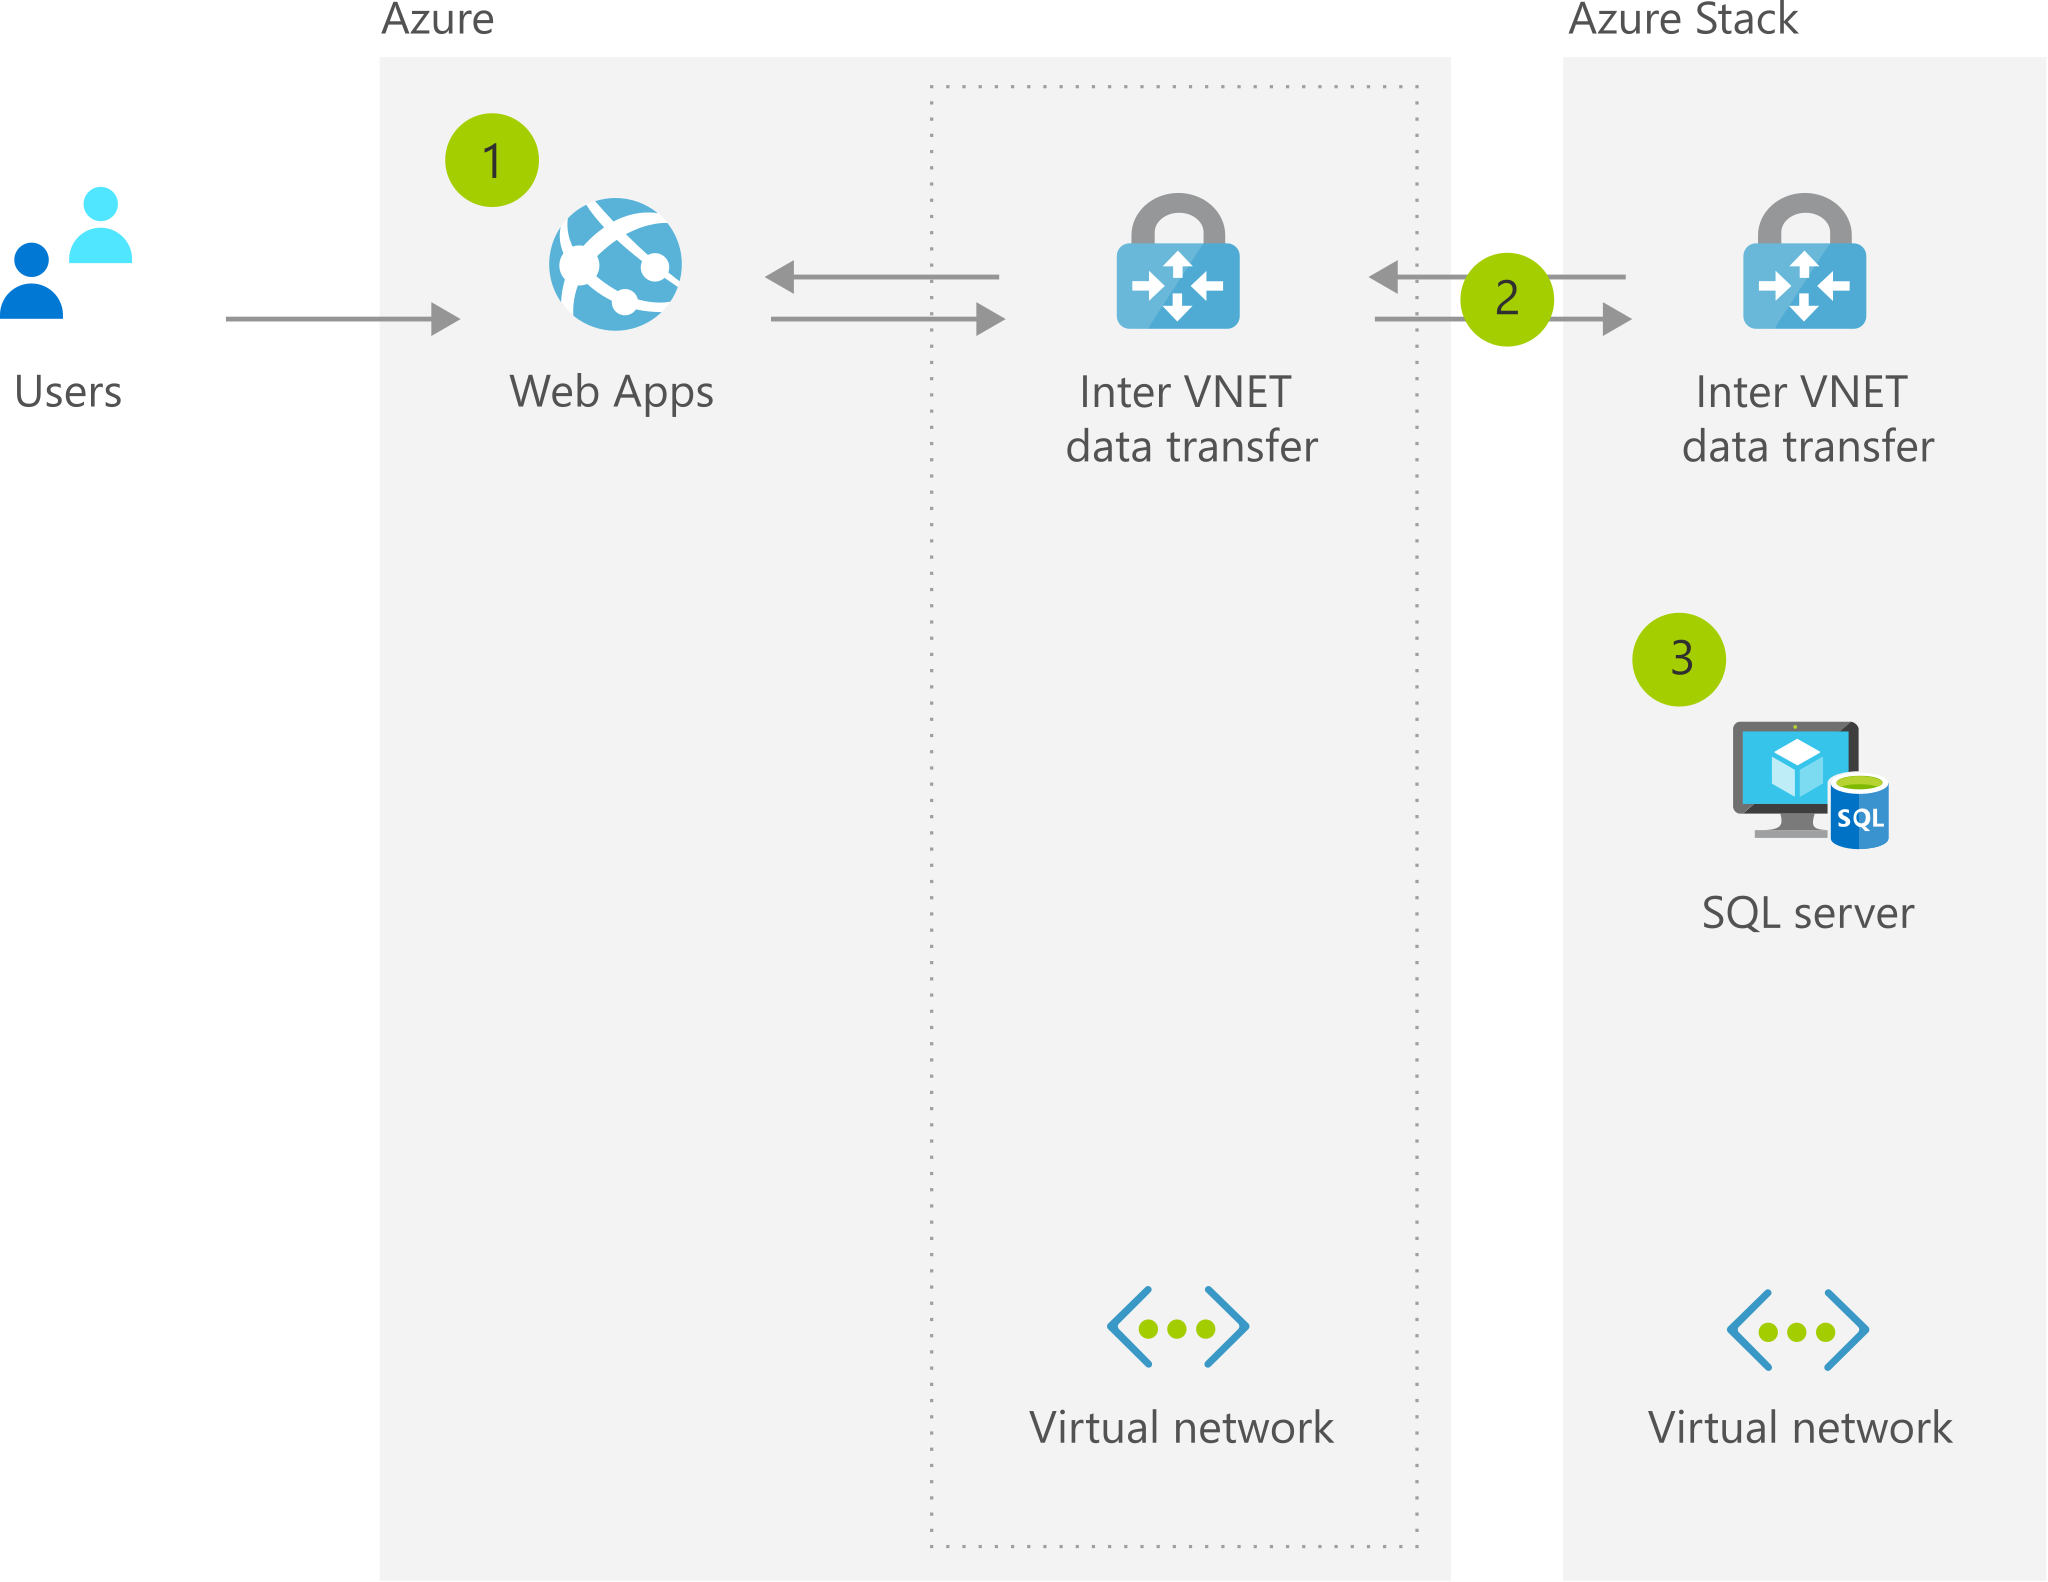 Azure
Azure Stack
1
2
Users
Web Apps
Inter VNET
data transfer
Inter VNET
data transfer
3
SQL
SQL server
Virtual network
Virtual network